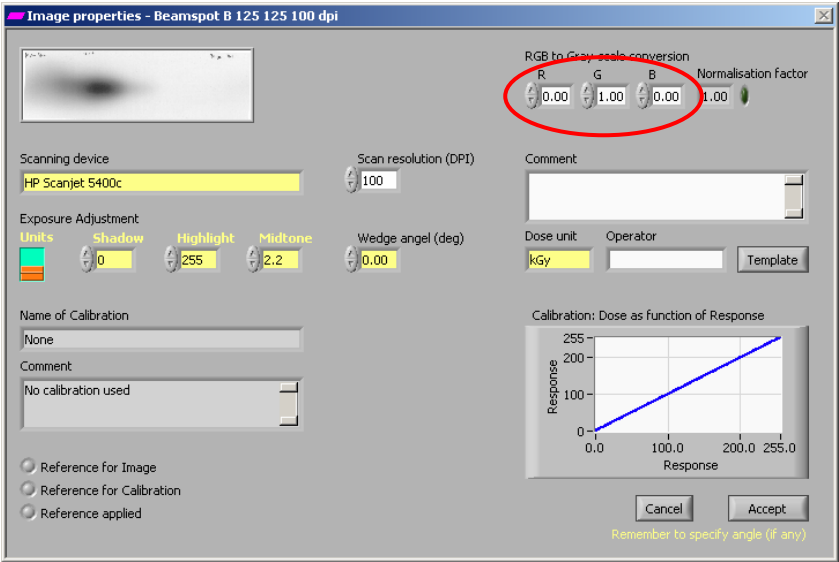 Image properties - Beamspot B 125 125 100 dpi
RGB to Gray-scale conversion
R G B Normalisation factor
0.00 1.00 0.00 1.00
Scanning device
HP Scanjet 5400c
Scan resolution (DPI)
100
Comment
Exposure Adjustment
Units Shadow Highlight Midtone
0 255 2.2
Wedge angel (deg)
0.00
Dose unit Operator
kGy
Template
Name of Calibration
None
Comment
No calibration used
Calibration: Dose as function of Response
255
200
100
0
Response
0.0 100.0 200.0 255.0
Response
Reference for Image
Reference for Calibration
Reference applied
Cancel Accept
Remember to specify angle (if any)